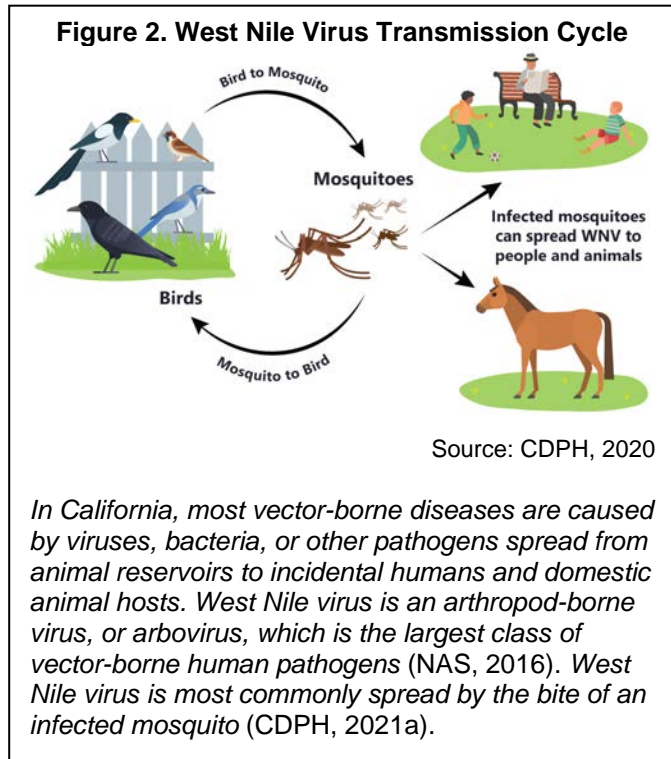 Figure 2. West Nile Virus Transmission Cycle
Bird to Mosquito
Mosquitoes
Infected mosquitoes
can spread WNV to
people and animals
Birds
Mosquito to Bird
Source: CDPH, 2020
In California, most vector-borne diseases are caused
by viruses, bacteria, or other pathogens spread from
animal reservoirs to incidental humans and domestic
animal hosts. West Nile virus is an arthropod-borne
virus, or arbovirus, which is the largest class of
vector-borne human pathogens (NAS, 2016). West
Nile virus is most commonly spread by the bite of an
infected mosquito (CDPH, 2021a).